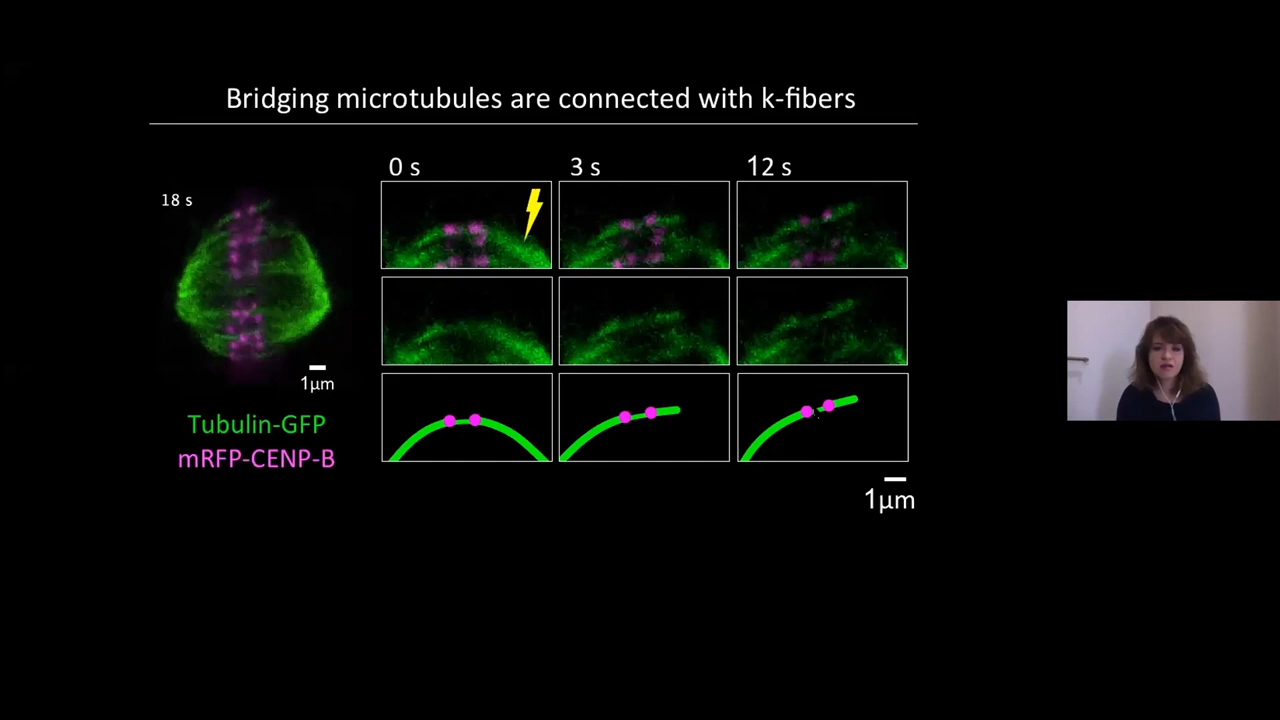 Bridging microtubules are connected with k-fibers
0 s
3 s
12 s
18 s
1μm
Tubulin-GFP
mRFP-CENP-B
1μm